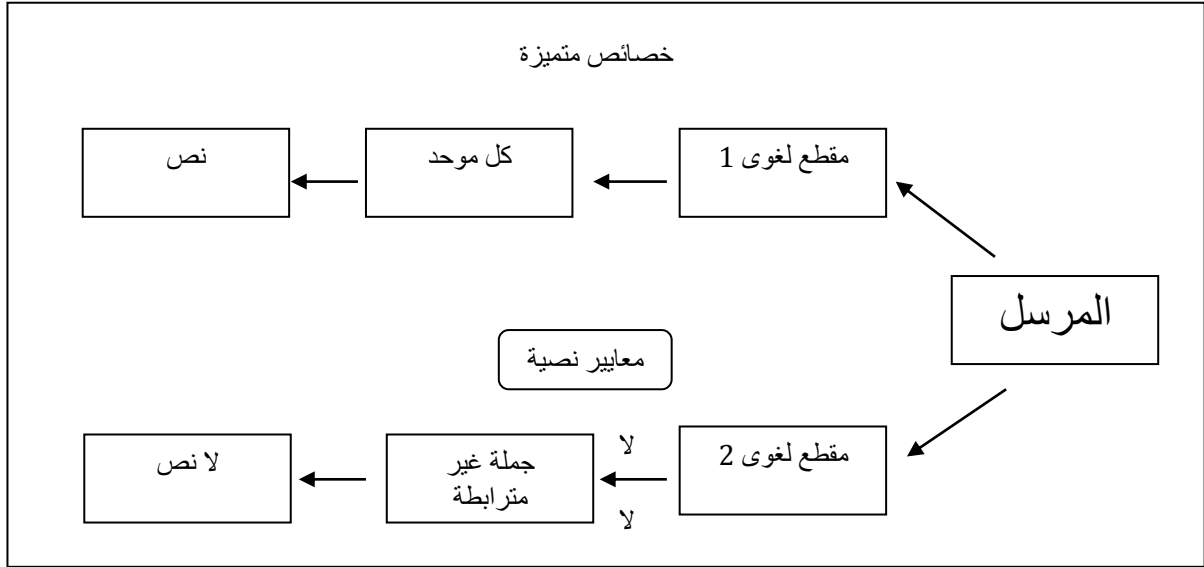 خصائص متميزة
مقطع لغوى 1
كل موحد
نص
المرسل
معايير نصية
مقطع لغوى 2
لا
لا
جملة غير
مترابطة
لا نص